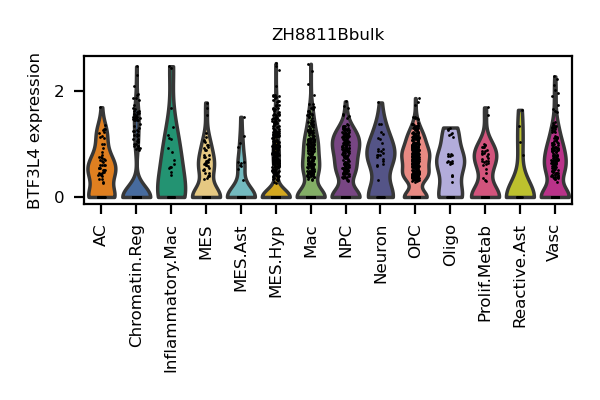 ZH8811Bbulk
BTF3L4 expression
2
0
AC
Chromatin.Reg
Inflammatory.Mac
MES
MES.Ast
MES.Hyp
Mac
NPC
Neuron
OPC
Oligo
Prolif.Metab
Reactive.Ast
Vasc